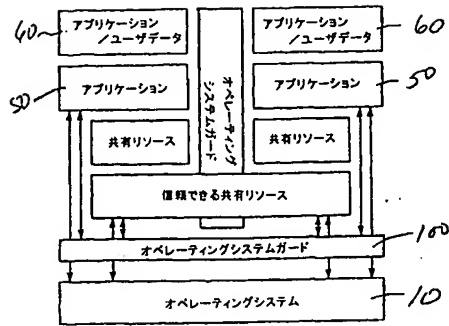 アプリケーション
／ユーザデータ
40
アプリケーション
50
共有リソース
オペレーティング
システムガード
アプリケーション
／ユーザデータ
60
アプリケーション
50
共有リソース
信頼できる共有リソース
オペレーティングシステムガード
100
オペレーティングシステム
10